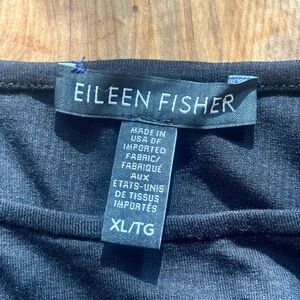 EILEEN FISHER
MADE IN
USA OF
IMPORTED
FABRIC/
FABRIQUÉ
AUX
ETATS-UNIS
DE TISSUS
IMPORTÉS
XL/TG